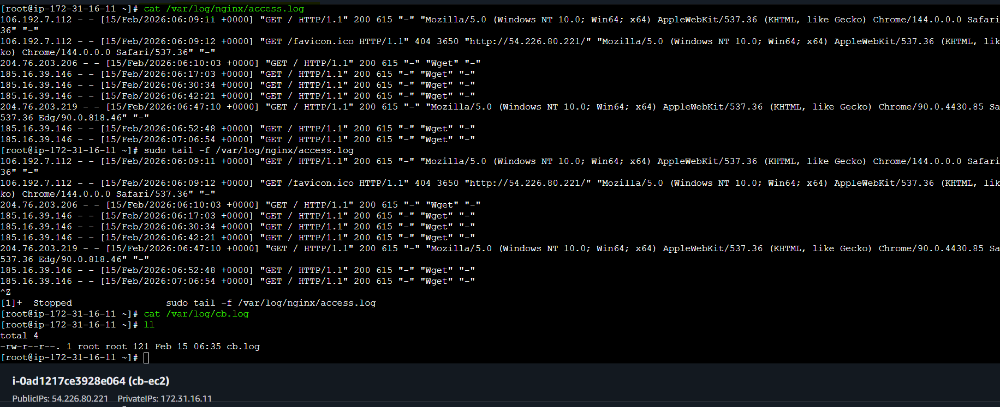 [root@ip-172-31-16-11 ~]# cat /var/log/nginx/access.log
106.192.7.112 - - [15/Feb/2026:06:09:11 +0000] "GET / HTTP/1.1" 200 615 "-" "Mozilla/5.0 (Windows NT 10.0; Win64; x64) AppleWebKit/537.36 (KHTML, like Gecko) Chrome/144.0.0.0 Safari
36" "-"
106.192.7.112 - - [15/Feb/2026:06:09:12 +0000] "GET /favicon.ico HTTP/1.1" 404 3650 "http://54.226.80.221/" "Mozilla/5.0 (Windows NT 10.0; Win64; x64) AppleWebKit/537.36 (KHTML, lik
ko) Chrome/144.0.0.0 Safari/537.36" "-"
204.76.203.206 - - [15/Feb/2026:06:10:03 +0000] "GET / HTTP/1.1" 200 615 "-" "Wget" "-"
185.16.39.146 - - [15/Feb/2026:06:17:03 +0000] "GET / HTTP/1.1" 200 615 "-" "Wget" "-"
185.16.39.146 - - [15/Feb/2026:06:30:34 +0000] "GET / HTTP/1.1" 200 615 "-" "Wget" "-"
185.16.39.146 - - [15/Feb/2026:06:42:21 +0000] "GET / HTTP/1.1" 200 615 "-" "Wget" "-"
204.76.203.219 - - [15/Feb/2026:06:47:10 +0000] "GET / HTTP/1.1" 200 615 "-" "Mozilla/5.0 (Windows NT 10.0; Win64; x64) AppleWebKit/537.36 (KHTML, like Gecko) Chrome/90.0.4430.85 Sa
537.36 Edg/90.0.818.46" "-"
185.16.39.146 - - [15/Feb/2026:06:52:48 +0000] "GET / HTTP/1.1" 200 615 "-" "Wget" "-"
185.16.39.146 - - [15/Feb/2026:07:06:54 +0000] "GET / HTTP/1.1" 200 615 "-" "Wget" "-"
[root@ip-172-31-16-11 ~]# sudo tail -f /var/log/nginx/access.log
106.192.7.112 - - [15/Feb/2026:06:09:11 +0000] "GET / HTTP/1.1" 200 615 "-" "Mozilla/5.0 (Windows NT 10.0; Win64; x64) AppleWebKit/537.36 (KHTML, like Gecko) Chrome/144.0.0.0 Safari
36" "-"
106.192.7.112 - - [15/Feb/2026:06:09:12 +0000] "GET /favicon.ico HTTP/1.1" 404 3650 "http://54.226.80.221/" "Mozilla/5.0 (Windows NT 10.0; Win64; x64) AppleWebKit/537.36 (KHTML, lik
ko) Chrome/144.0.0.0 Safari/537.36" "-"
204.76.203.206 - - [15/Feb/2026:06:10:03 +0000] "GET / HTTP/1.1" 200 615 "-" "Wget" "-"
185.16.39.146 - - [15/Feb/2026:06:17:03 +0000] "GET / HTTP/1.1" 200 615 "-" "Wget" "-"
185.16.39.146 - - [15/Feb/2026:06:30:34 +0000] "GET / HTTP/1.1" 200 615 "-" "Wget" "-"
185.16.39.146 - - [15/Feb/2026:06:42:21 +0000] "GET / HTTP/1.1" 200 615 "-" "Wget" "-"
204.76.203.219 - - [15/Feb/2026:06:47:10 +0000] "GET / HTTP/1.1" 200 615 "-" "Mozilla/5.0 (Windows NT 10.0; Win64; x64) AppleWebKit/537.36 (KHTML, like Gecko) Chrome/90.0.4430.85 Sa
537.36 Edg/90.0.818.46" "-"
185.16.39.146 - - [15/Feb/2026:06:52:48 +0000] "GET / HTTP/1.1" 200 615 "-" "Wget" "-"
185.16.39.146 - - [15/Feb/2026:07:06:54 +0000] "GET / HTTP/1.1" 200 615 "-" "Wget" "-"
^Z
[1]+  Stopped                 sudo tail -f /var/log/nginx/access.log
[root@ip-172-31-16-11 ~]# cat /var/log/cb.log
[root@ip-172-31-16-11 ~]# ll
total 4
-rw-r--r--. 1 root root 121 Feb 15 06:35 cb.log
[root@ip-172-31-16-11 ~]#
i-0ad1217ce3928e064 (cb-ec2)
PublicIPs: 54.226.80.221 PrivateIPs: 172.31.16.11